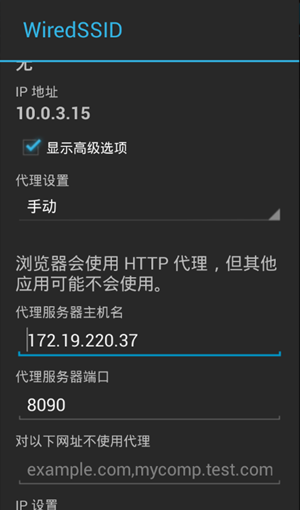 WiredSSID
无
IP 地址
10.0.3.15
显示高级选项
代理设置
手动
浏览器会使用 HTTP 代理，但其他
应用可能不会使用。
代理服务器主机名
172.19.220.37
代理服务器端口
8090
对以下网址不使用代理
example.com,mycomp.test.com
IP 设置